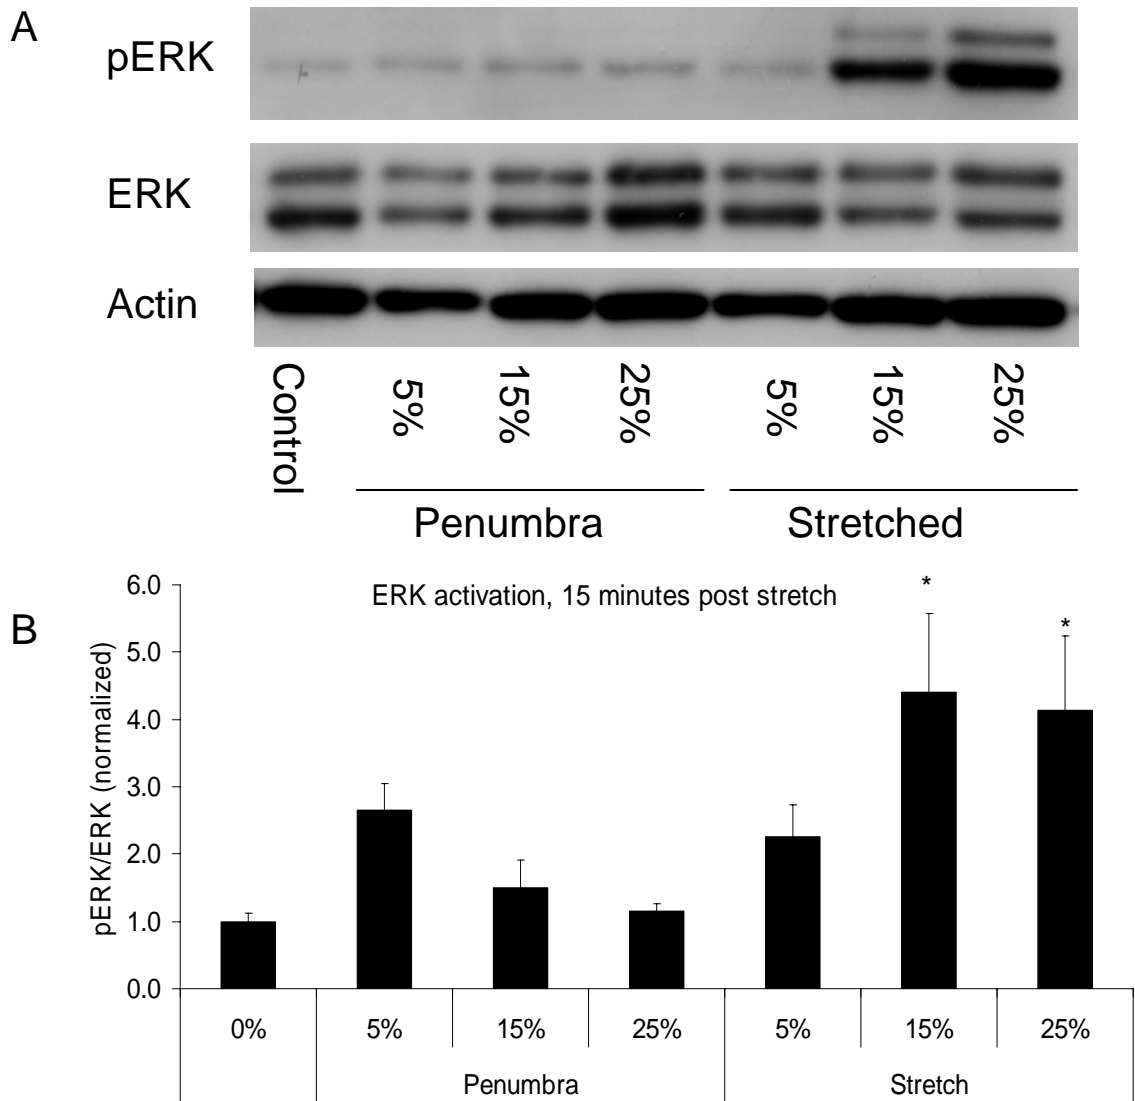 A
pERK
ERK
Actin
Control 5% 15% 25% 5% 15% 25%
Penumbra Stretched
B
ERK activation, 15 minutes post stretch
* *
pERK/ERK (normalized)
6.0
5.0
4.0
3.0
2.0
1.0
0.0
0% 5% 15% 25% 5% 15% 25%
Penumbra Stretch